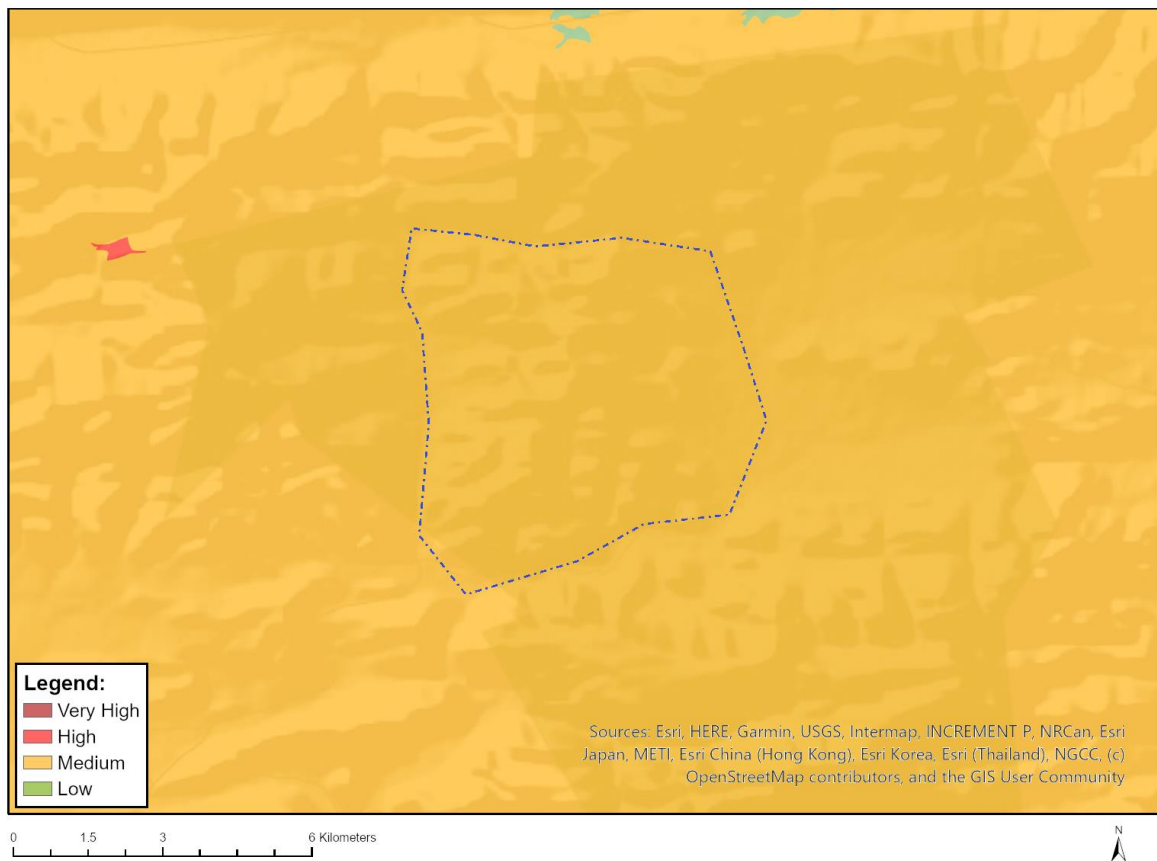 Legend:
Very High
High
Medium
Low
Sources: Esri, HERE, Garmin, USGS, Intermap, INCREMENT P, NRCan, Esri
Japan, METI, Esri China (Hong Kong), Esri Korea, Esri (Thailand), NGCC, (c)
OpenStreetMap contributors, and the GIS User Community
0 1.5 3 6 Kilometers
N